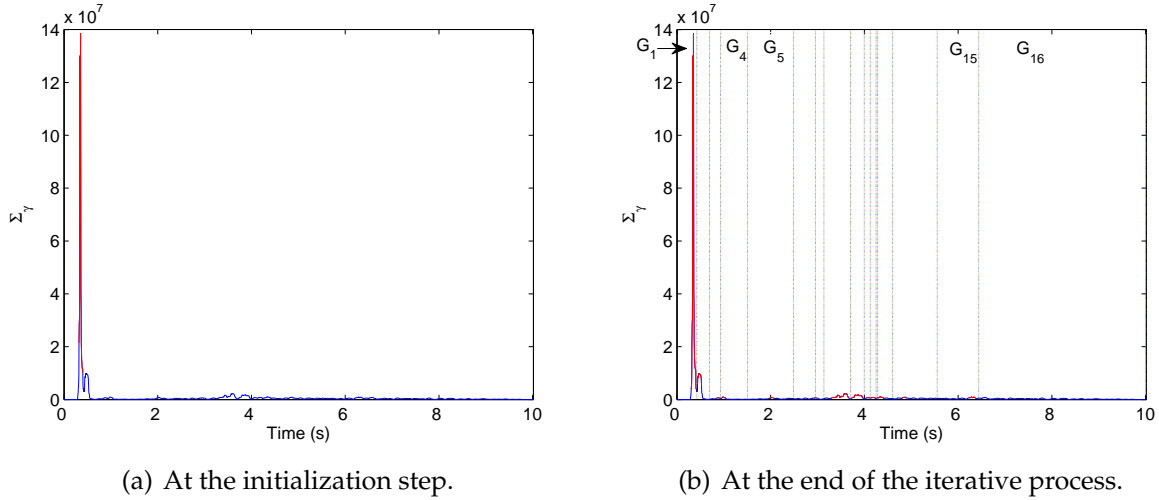 x 10^7
14
12
10
8
6
4
2
0
Σ_γ
0 2 4 6 8 10
Time (s)
(a) At the initialization step.
x 10^7
14
12
10
8
6
4
2
0
Σ_γ
G_1
G_4
G_5
G_15
G_16
0 2 4 6 8 10
Time (s)
(b) At the end of the iterative process.